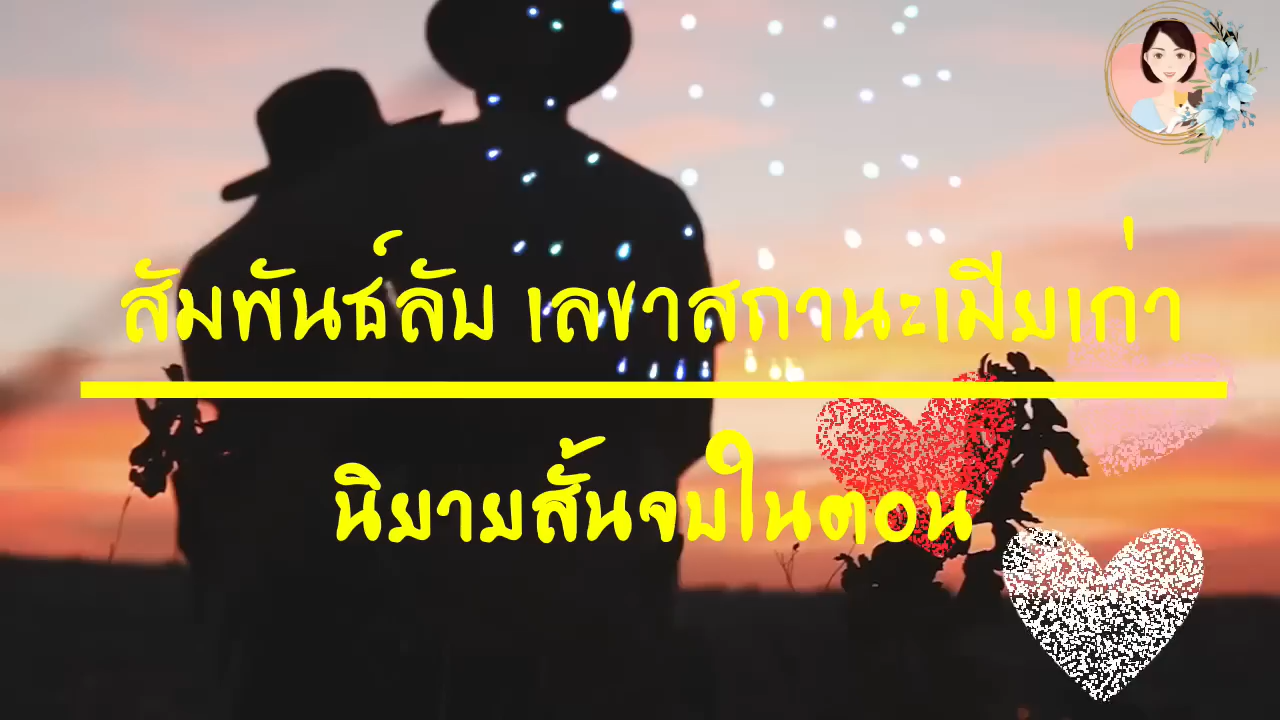 สัมพันธ์ลับ เลขาสถานะเมียเก่า
นิยายสั้นจบในตอน